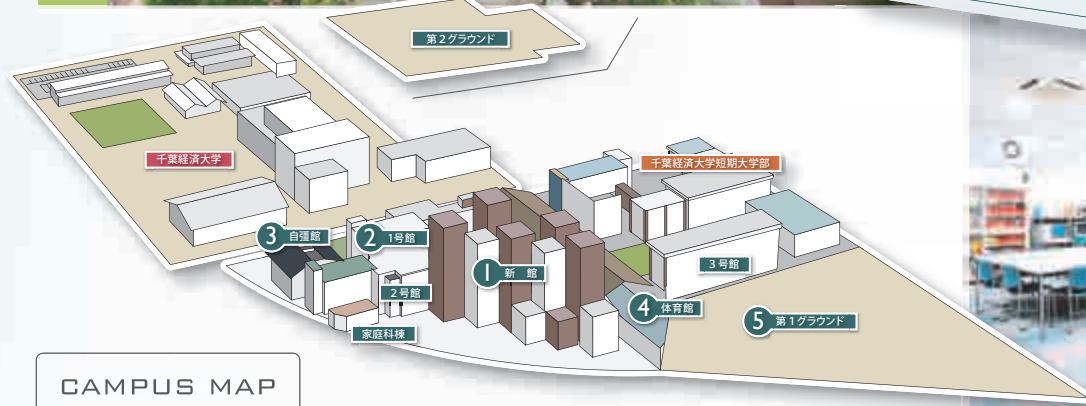 第2グラウンド
千葉経済大学
千葉経済大学短期大学部
3 自彊館
2 1号館
1 新 館
2号館
家庭科棟
3号館
4 体育館
5 第1グラウンド
CAMPUS MAP